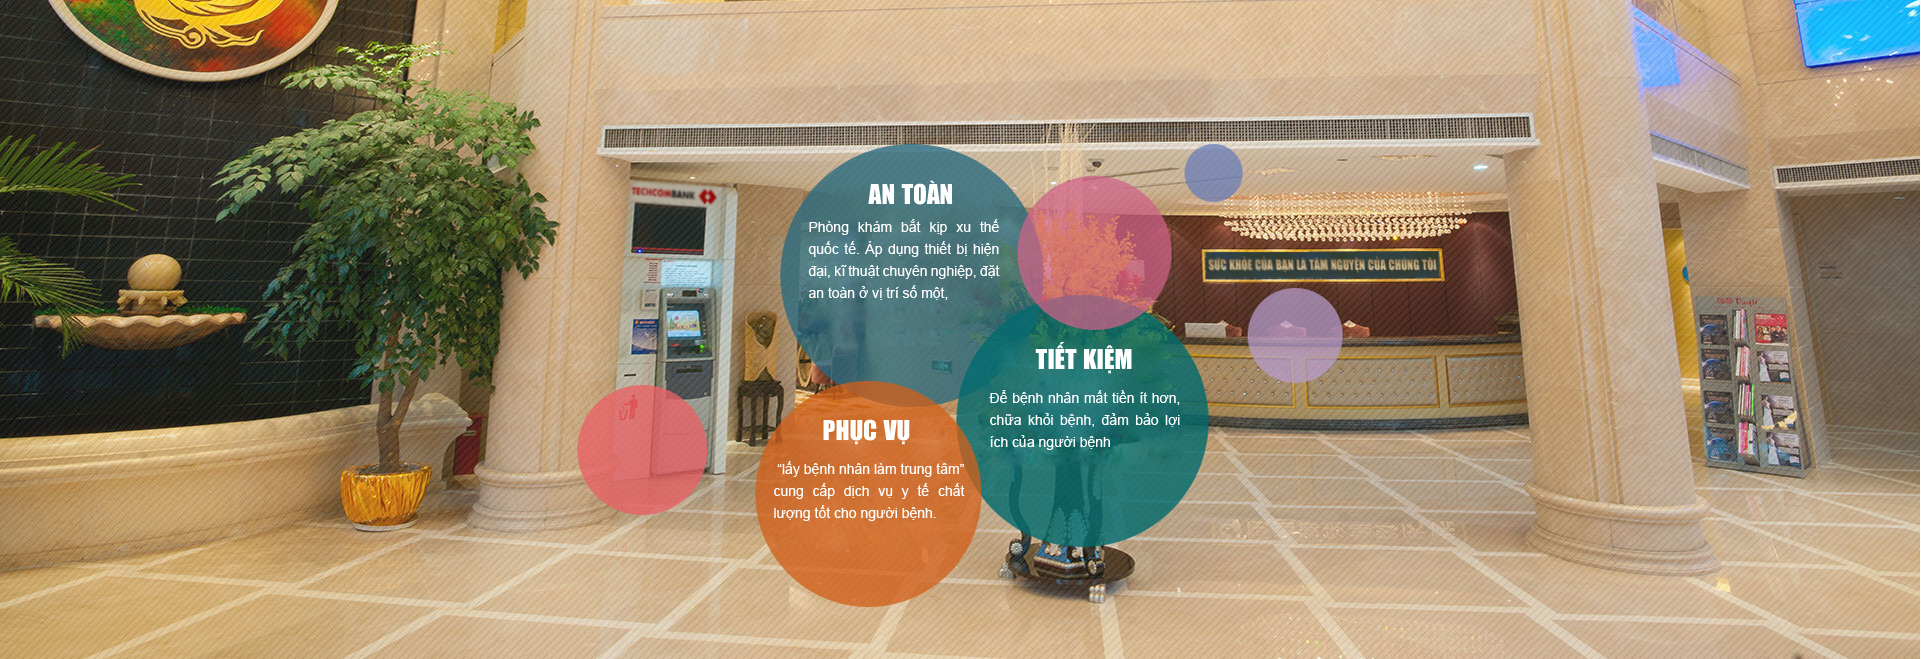 TECHCOMBANK
AN TOÀN
Phòng khám bắt kịp xu thế
quốc tế. Áp dụng thiết bị hiện
đại, kĩ thuật chuyên nghiệp, đặt
an toàn ở vị trí số một,
SỨC KHỎE CỦA BẠN LÀ TÂM NGUYỆN CỦA CHÚNG TÔI
TIẾT KIỆM
Để bệnh nhân mất tiền ít hơn,
chữa khỏi bệnh, đảm bảo lợi
ích của người bệnh
PHỤC VỤ
“lấy bệnh nhân làm trung tâm”
cung cấp dịch vụ y tế chất
lượng tốt cho người bệnh.